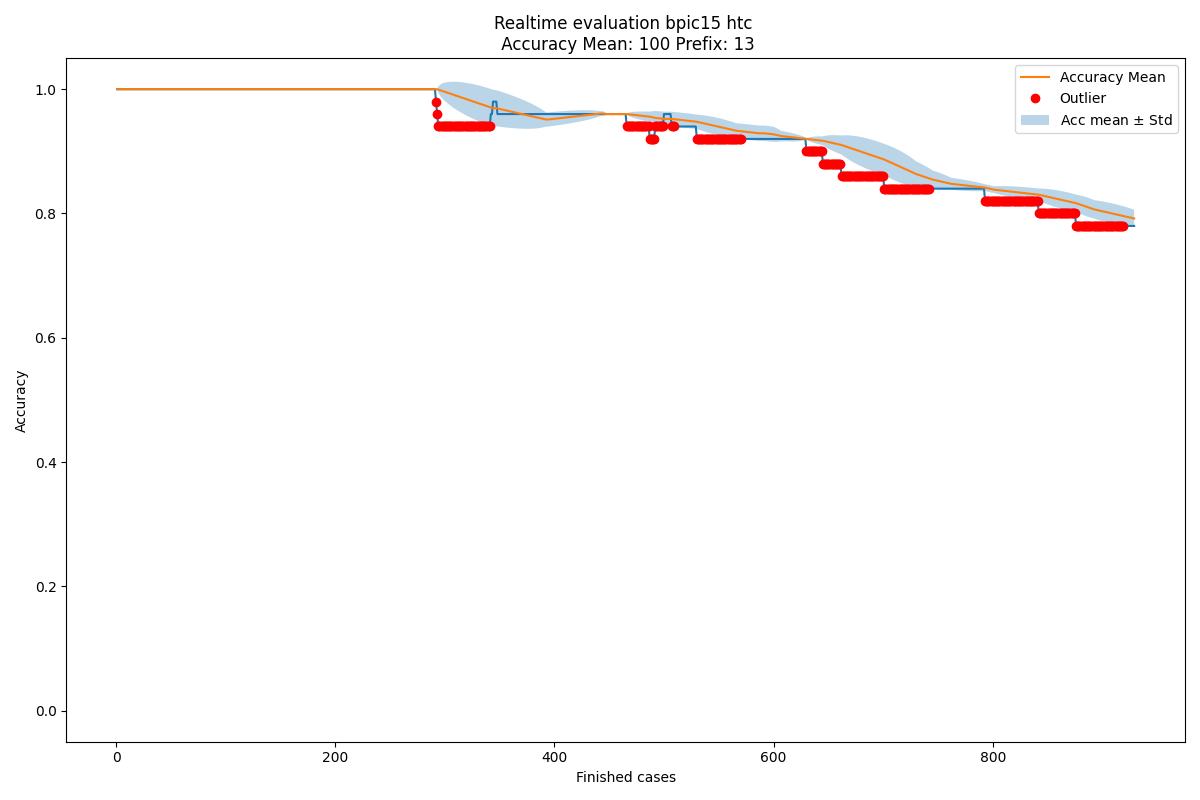 Realtime evaluation bpic15 htc
Accuracy Mean: 100 Prefix: 13
Accuracy Mean
Outlier
Acc mean ± Std
1.0
0.8
0.6
0.4
0.2
0.0
Accuracy
0
200
400
600
800
Finished cases